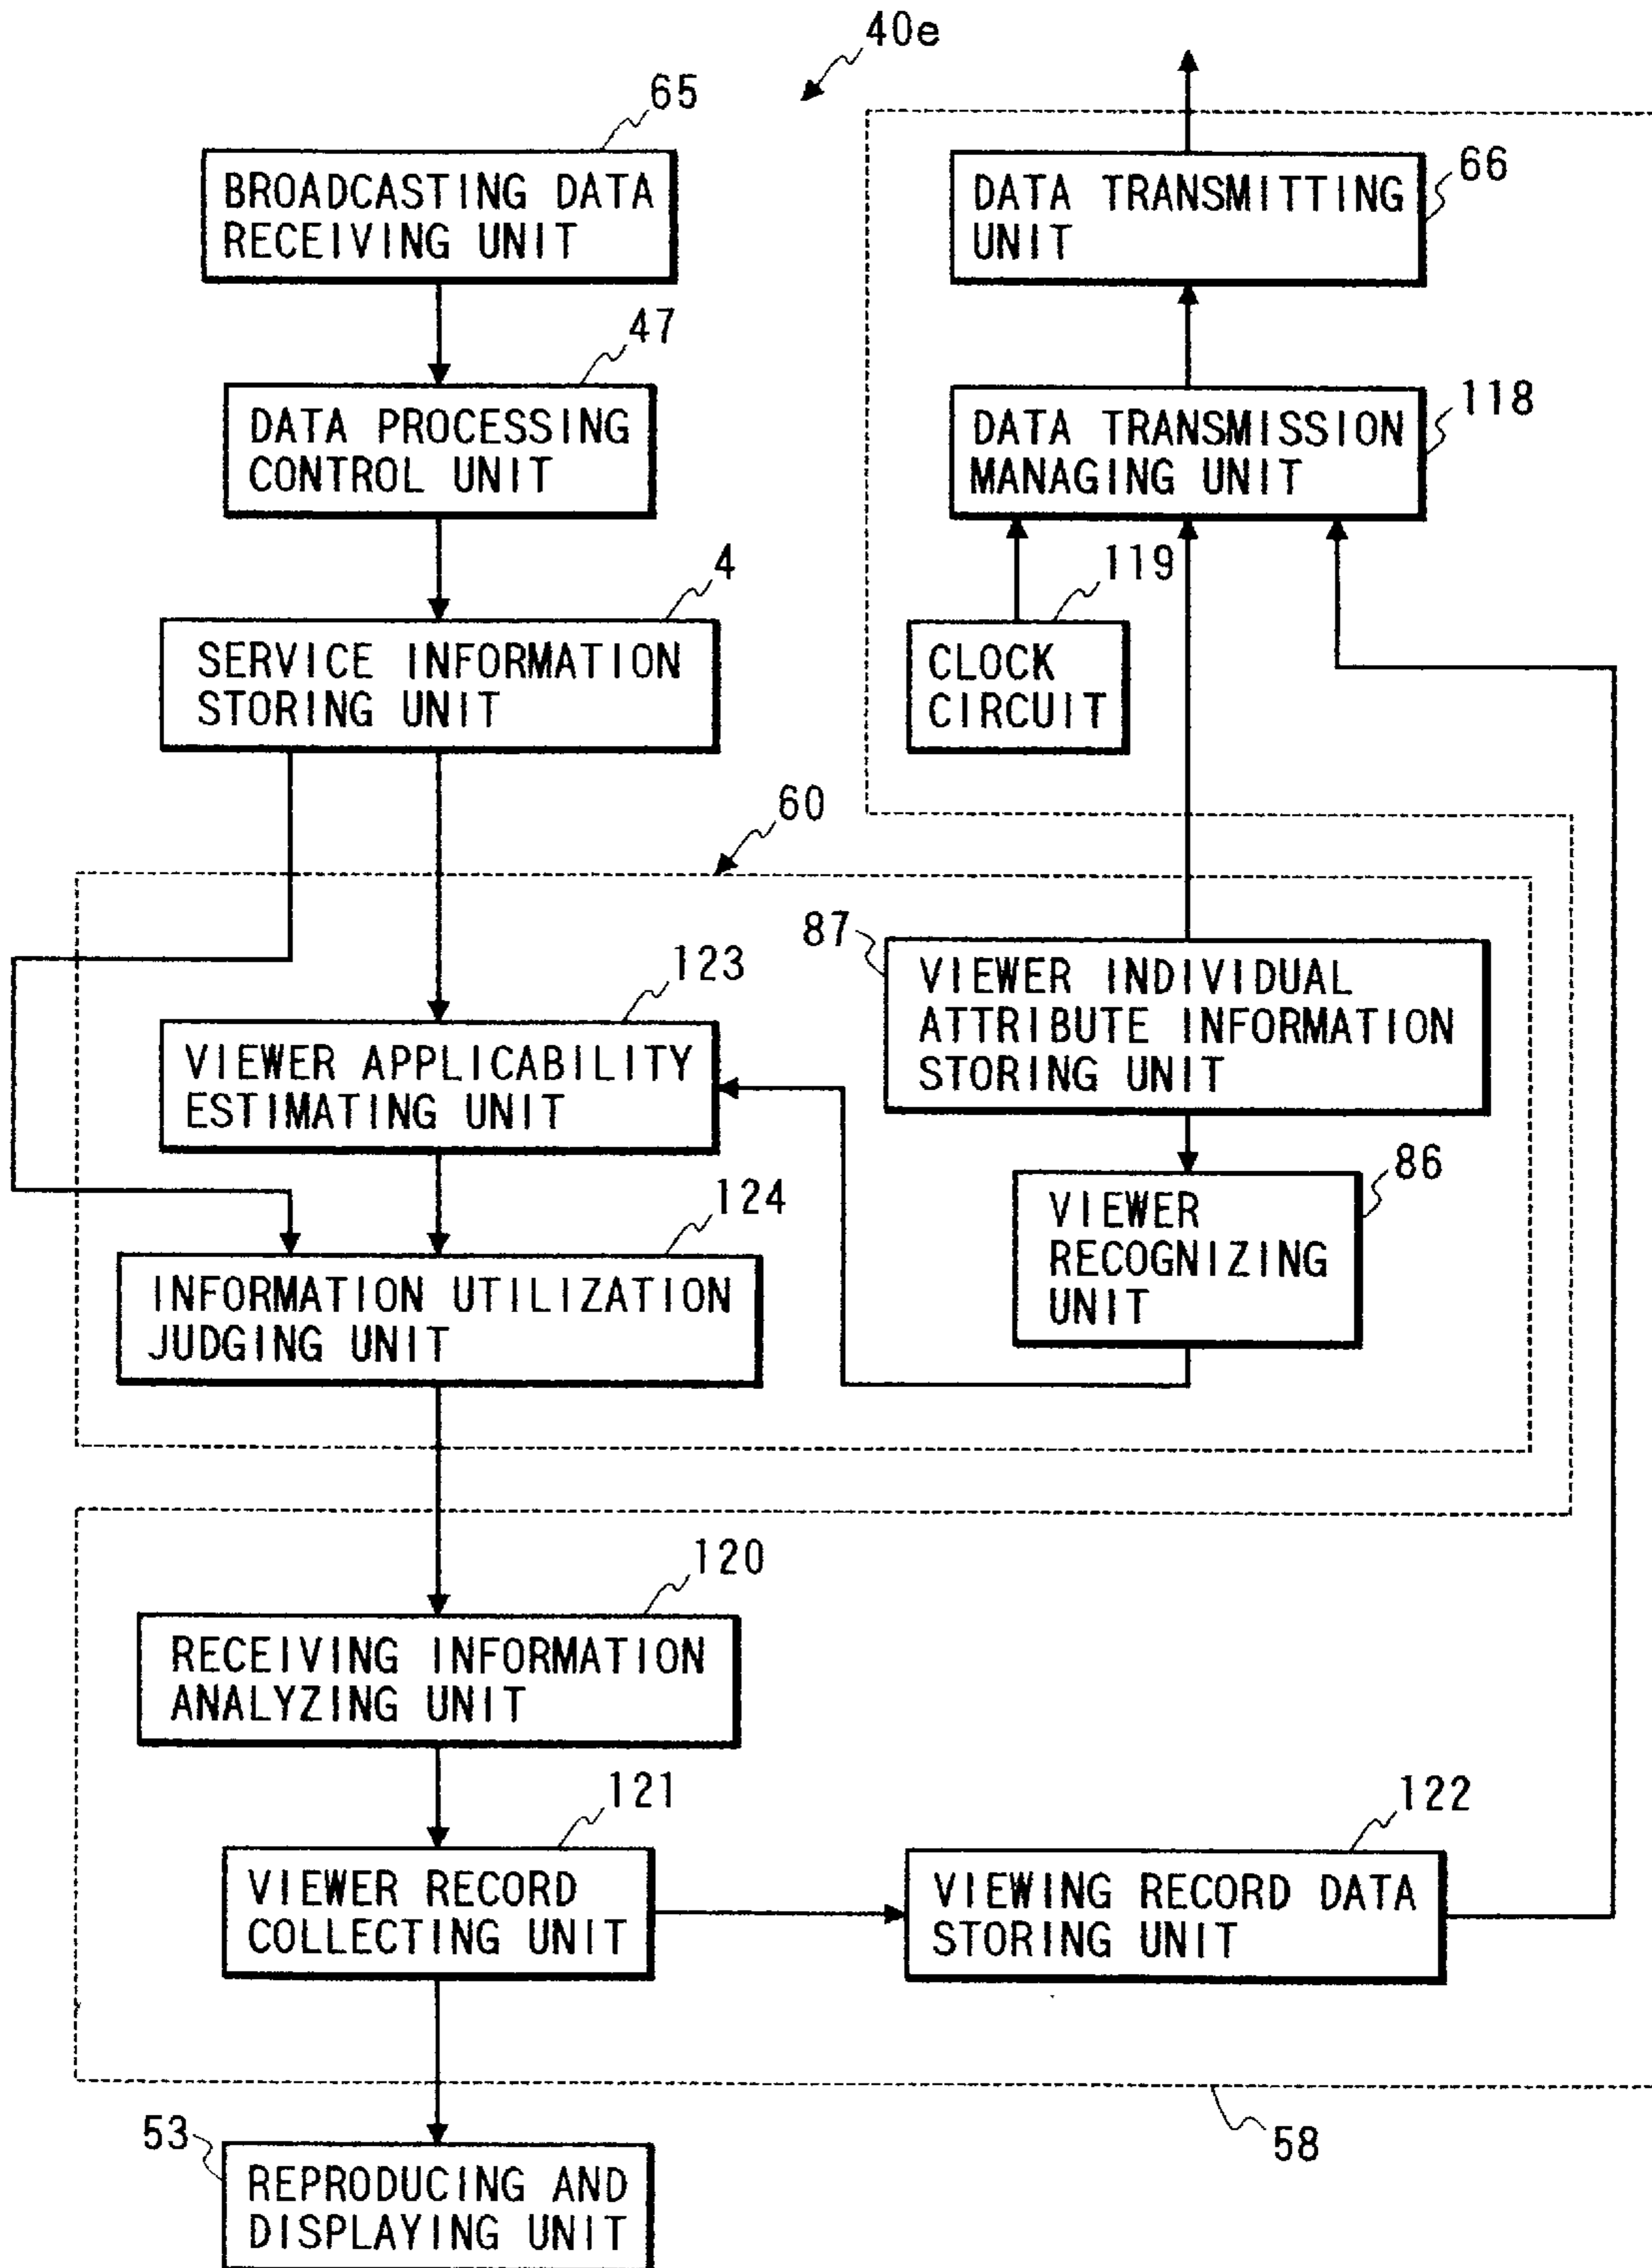 40e
65
BROADCASTING DATA
RECEIVING UNIT
66
DATA TRANSMITTING
UNIT
47
DATA PROCESSING
CONTROL UNIT
118
DATA TRANSMISSION
MANAGING UNIT
4
SERVICE INFORMATION
STORING UNIT
119
CLOCK
CIRCUIT
60
87
VIEWER INDIVIDUAL
ATTRIBUTE INFORMATION
STORING UNIT
123
VIEWER APPLICABILITY
ESTIMATING UNIT
86
VIEWER
RECOGNIZING
UNIT
124
INFORMATION UTILIZATION
JUDGING UNIT
120
RECEIVING INFORMATION
ANALYZING UNIT
121
VIEWER RECORD
COLLECTING UNIT
122
VIEWING RECORD DATA
STORING UNIT
58
53
REPRODUCING AND
DISPLAYING UNIT